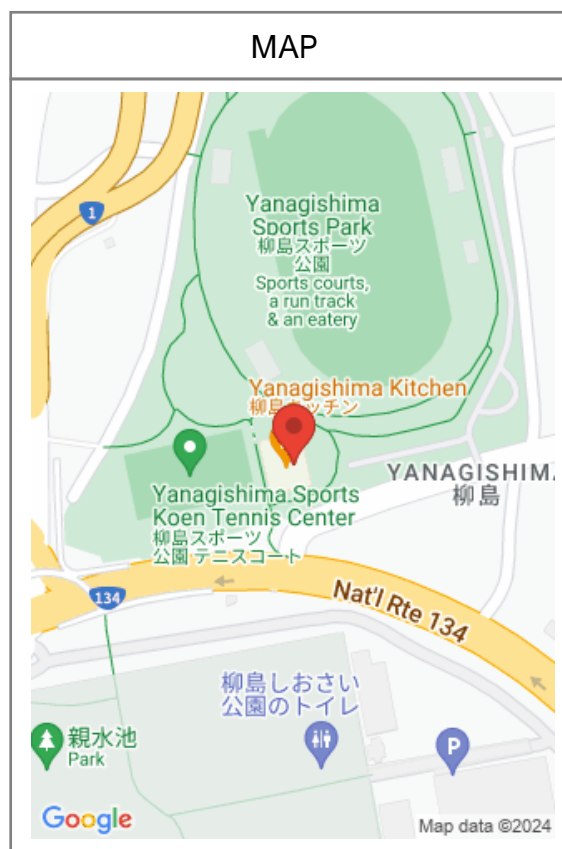 MAP
1
Yanagishima
Sports Park
柳島スポーツ
公園
Sports courts,
a run track
& an eatery
Yanagishima Kitchen
柳島キッチン
YANAGISHIMA
柳島
Yanagishima Sports
Koen Tennis Center
柳島スポーツ
公園 テニスコート
134
Nat'l Rte 134
柳島しおさい
公園のトイレ
P
親水池
Park
Google
Map data ©2024